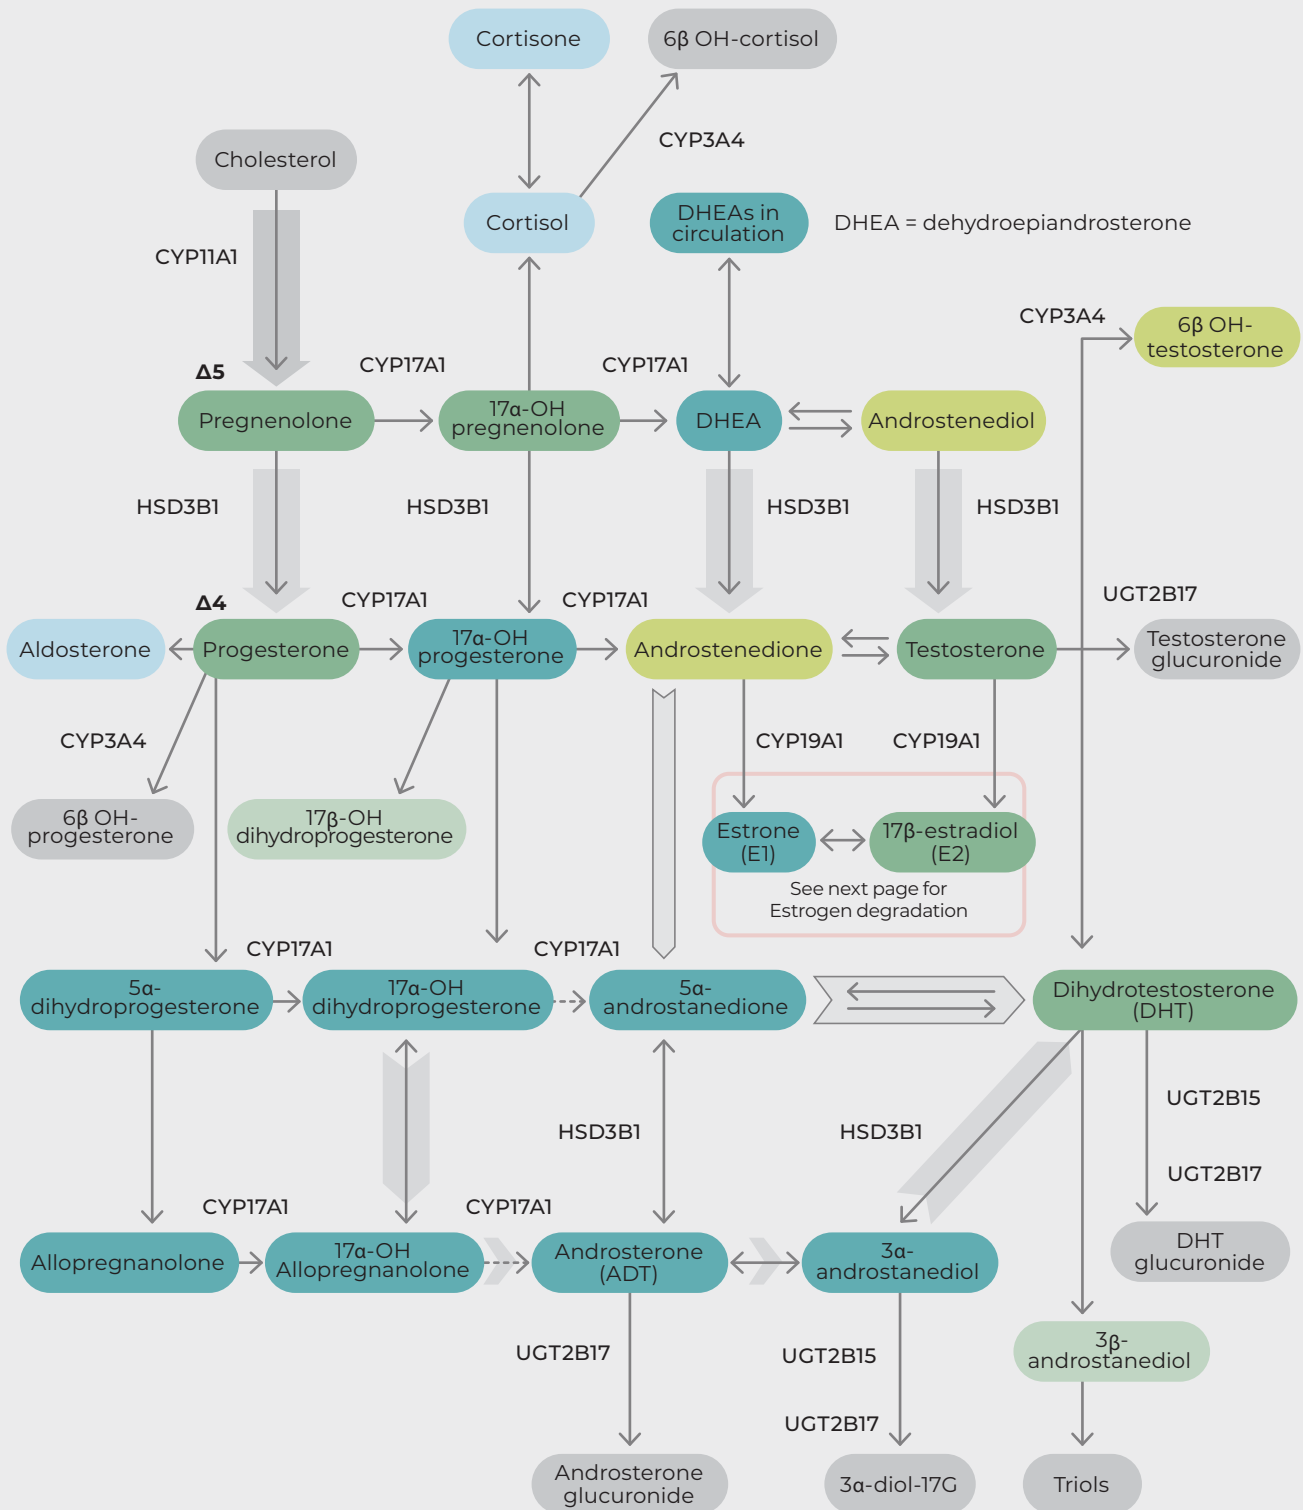 Cortisone
6β OH-cortisol
CYP3A4
Cholesterol
Cortisol
DHEAs in
circulation
DHEA = dehydroepiandrosterone
CYP11A1
CYP3A4
6β OH-
testosterone
Δ5
CYP17A1
CYP17A1
Pregnenolone
17α-OH
pregnenolone
DHEA
Androstenediol
HSD3B1
HSD3B1
HSD3B1
HSD3B1
Δ4
CYP17A1
CYP17A1
UGT2B17
Aldosterone
Progesterone
17α-OH
progesterone
Androstenedione
Testosterone
Testosterone
glucuronide
CYP3A4
CYP19A1
CYP19A1
6β OH-
progesterone
17β-OH
dihydroprogesterone
Estrone
(E1)
17β-estradiol
(E2)
See next page for
Estrogen degradation
CYP17A1
CYP17A1
5α-
dihydroprogesterone
17α-OH
dihydroprogesterone
5α-
androstanedione
Dihydrotestosterone
(DHT)
UGT2B15
HSD3B1
HSD3B1
UGT2B17
CYP17A1
CYP17A1
Allopregnanolone
17α-OH
Allopregnanolone
Androsterone
(ADT)
3α-
androstanediol
DHT
glucuronide
UGT2B17
UGT2B15
3β-
androstanediol
UGT2B17
Androsterone
glucuronide
3α-diol-17G
Triols